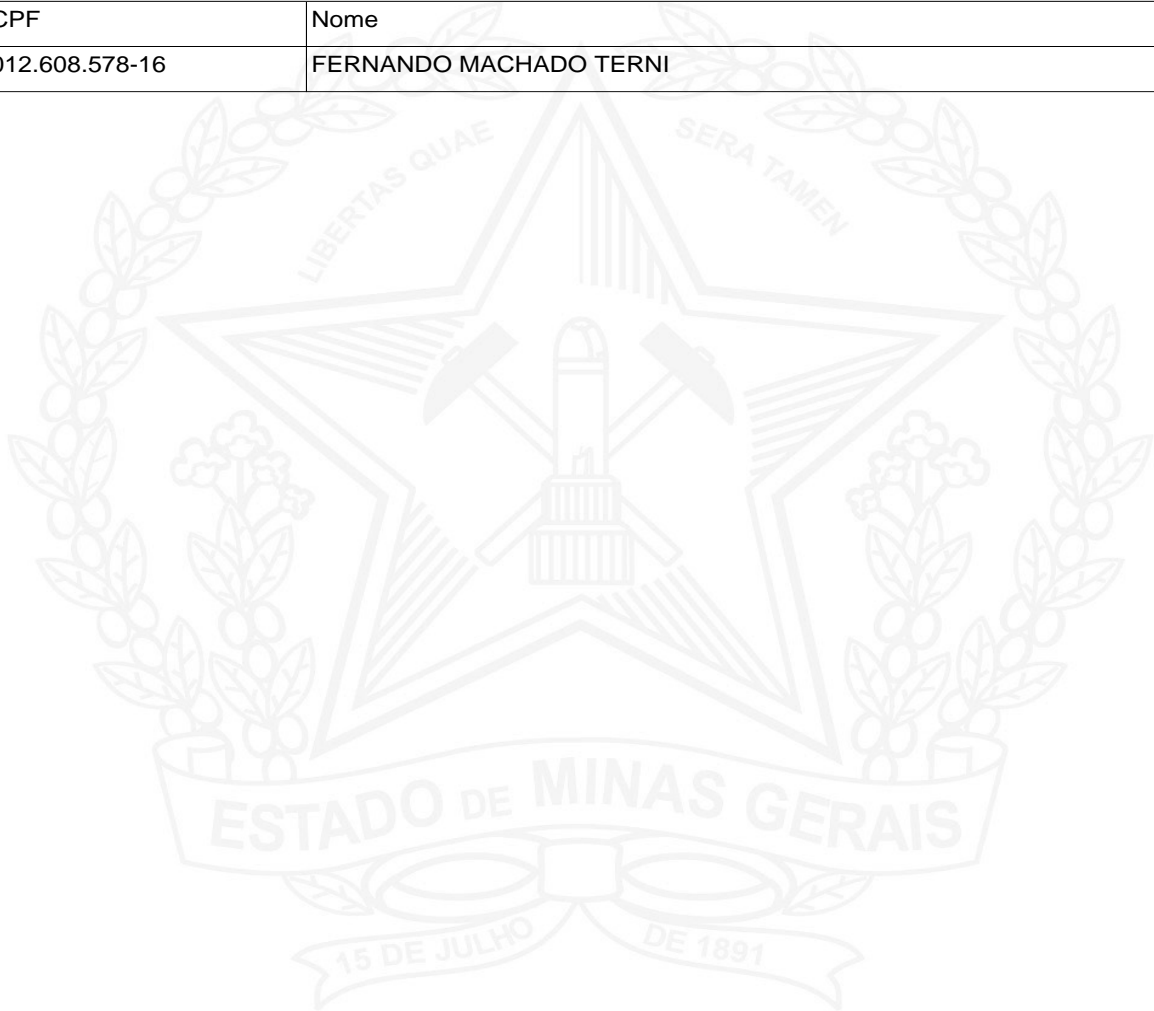 CPF Nome
012.608.578-16 FERNANDO MACHADO TERNI
LIBERTAS QUAE SERA TAMEN
ESTADO DE MINAS GERAIS
15 DE JULHO DE 1891